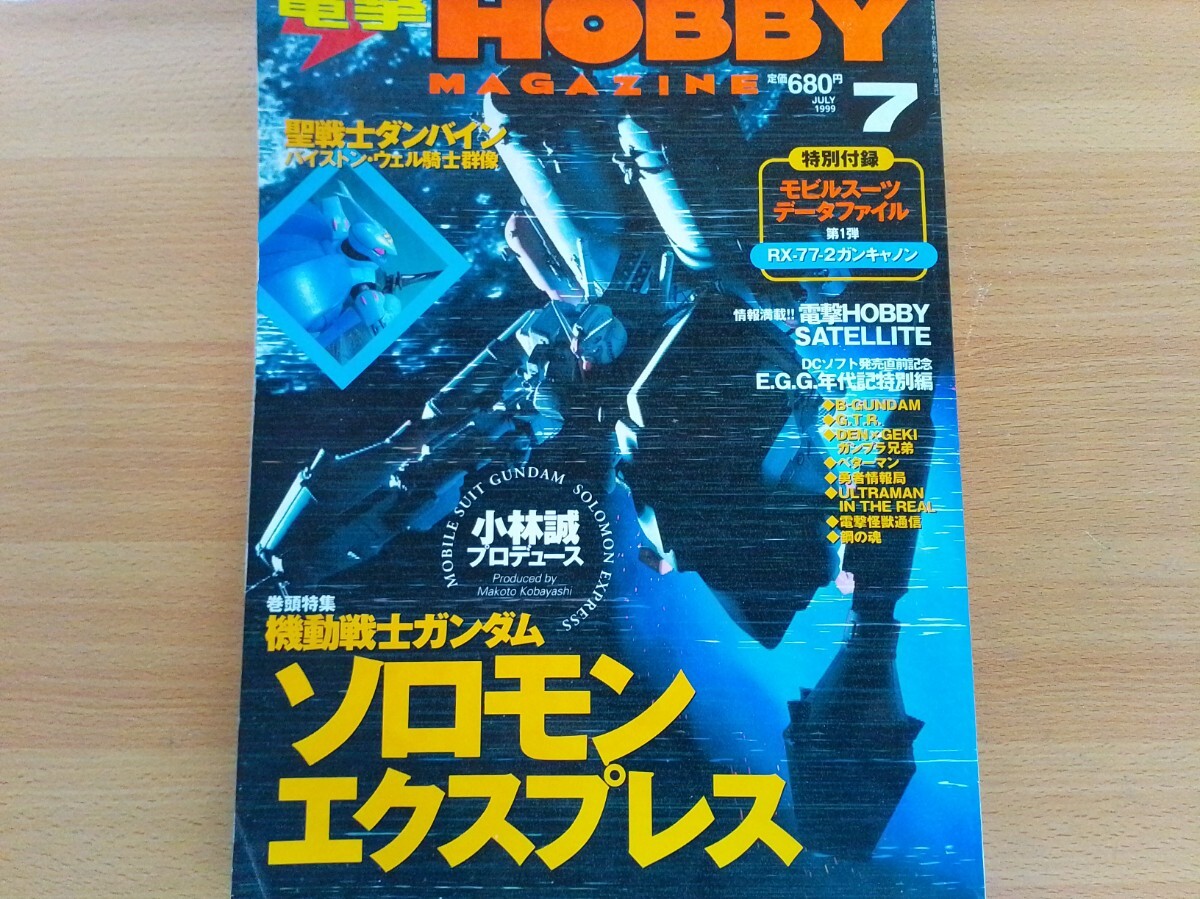 電撃
HOBBY
MAGAZINE
定価680円
JULY
1999
7
聖戦士ダンバイン
バイストン・ウェル騎士群像
特別付録
モビルスーツ
データファイル
第1弾
RX-77-2ガンキャノン
情報満載!! 電撃HOBBY
SATELLITE
DCソフト発売直前記念
E.G.G.年代記特別編
◆B-GUNDAM
◆G.T.R.
◆DEN×GEKI
ガンプラ兄弟
◆ベターマン
◆勇者情報局
◆ULTRAMAN
IN THE REAL
◆電撃怪獣通信
◆鋼の魂
MOBILE SUIT GUNDAM SOLOMON EXPRESS
小林誠
プロデュース
Produced by
Makoto Kobayashi
巻頭特集
機動戦士ガンダム
ソロモン
エクスプレス